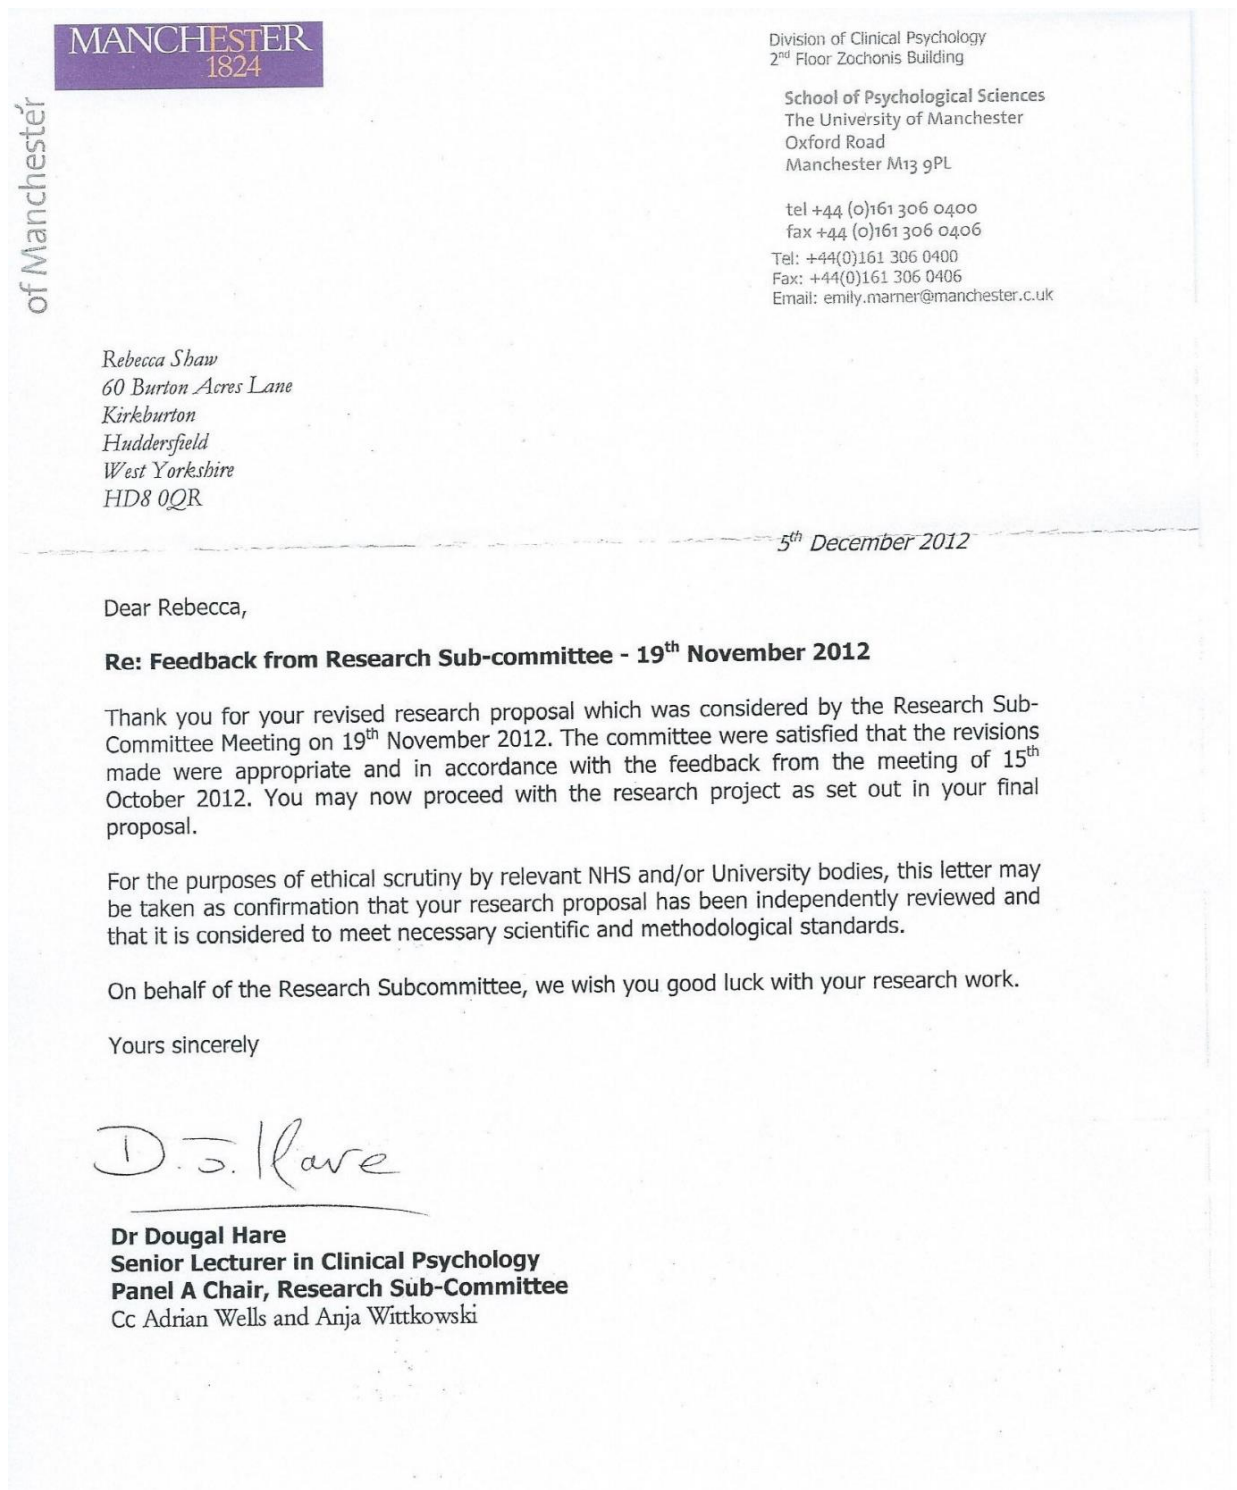 MANCHESTER
1824
of Manchester
Division of Clinical Psychology
2nd Floor Zochonis Building
School of Psychological Sciences
The University of Manchester
Oxford Road
Manchester M13 9PL
tel +44 (0)161 306 0400
fax +44 (0)161 306 0406
Tel: +44(0)161 306 0400
Fax: +44(0)161 306 0406
Email: emily.marner@manchester.c.uk
Rebecca Shaw
60 Burton Acres Lane
Kirkburton
Huddersfield
West Yorkshire
HD8 0QR
5th December 2012
Dear Rebecca,
Re: Feedback from Research Sub-committee - 19th November 2012
Thank you for your revised research proposal which was considered by the Research Sub-
Committee Meeting on 19th November 2012. The committee were satisfied that the revisions
made were appropriate and in accordance with the feedback from the meeting of 15th
October 2012. You may now proceed with the research project as set out in your final
proposal.
For the purposes of ethical scrutiny by relevant NHS and/or University bodies, this letter may
be taken as confirmation that your research proposal has been independently reviewed and
that it is considered to meet necessary scientific and methodological standards.
On behalf of the Research Subcommittee, we wish you good luck with your research work.
Yours sincerely
D.J. Hare
Dr Dougal Hare
Senior Lecturer in Clinical Psychology
Panel A Chair, Research Sub-Committee
Cc Adrian Wells and Anja Wittkowski